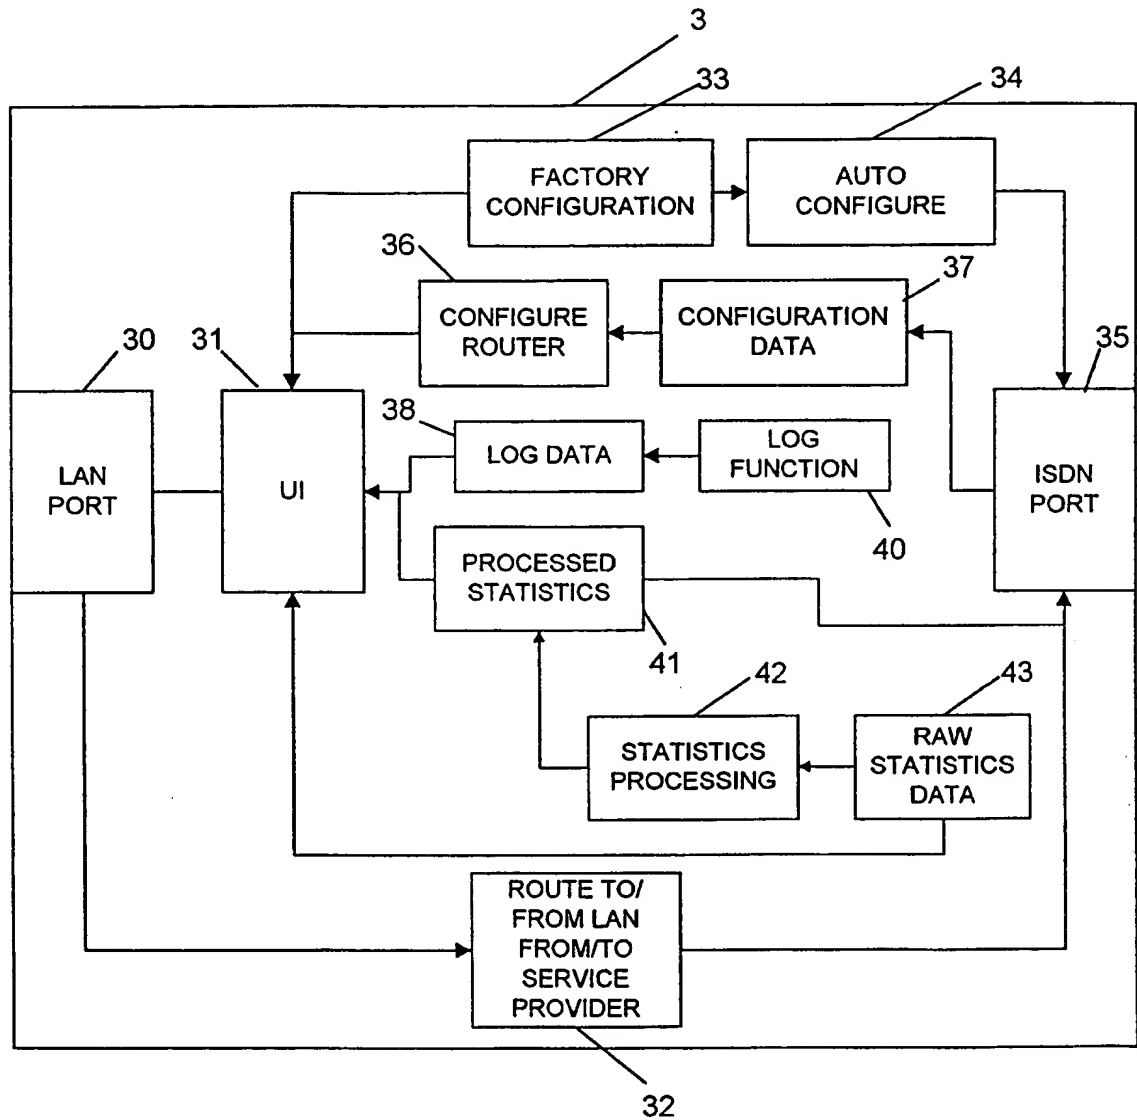 3
33
34
FACTORY
CONFIGURATION
AUTO
CONFIGURE
36
37
CONFIGURE
ROUTER
CONFIGURATION
DATA
30
31
35
38
LAN
PORT
UI
LOG DATA
LOG
FUNCTION
ISDN
PORT
40
PROCESSED
STATISTICS
41
42
43
STATISTICS
PROCESSING
RAW
STATISTICS
DATA
ROUTE TO/
FROM LAN
FROM/TO
SERVICE
PROVIDER
32